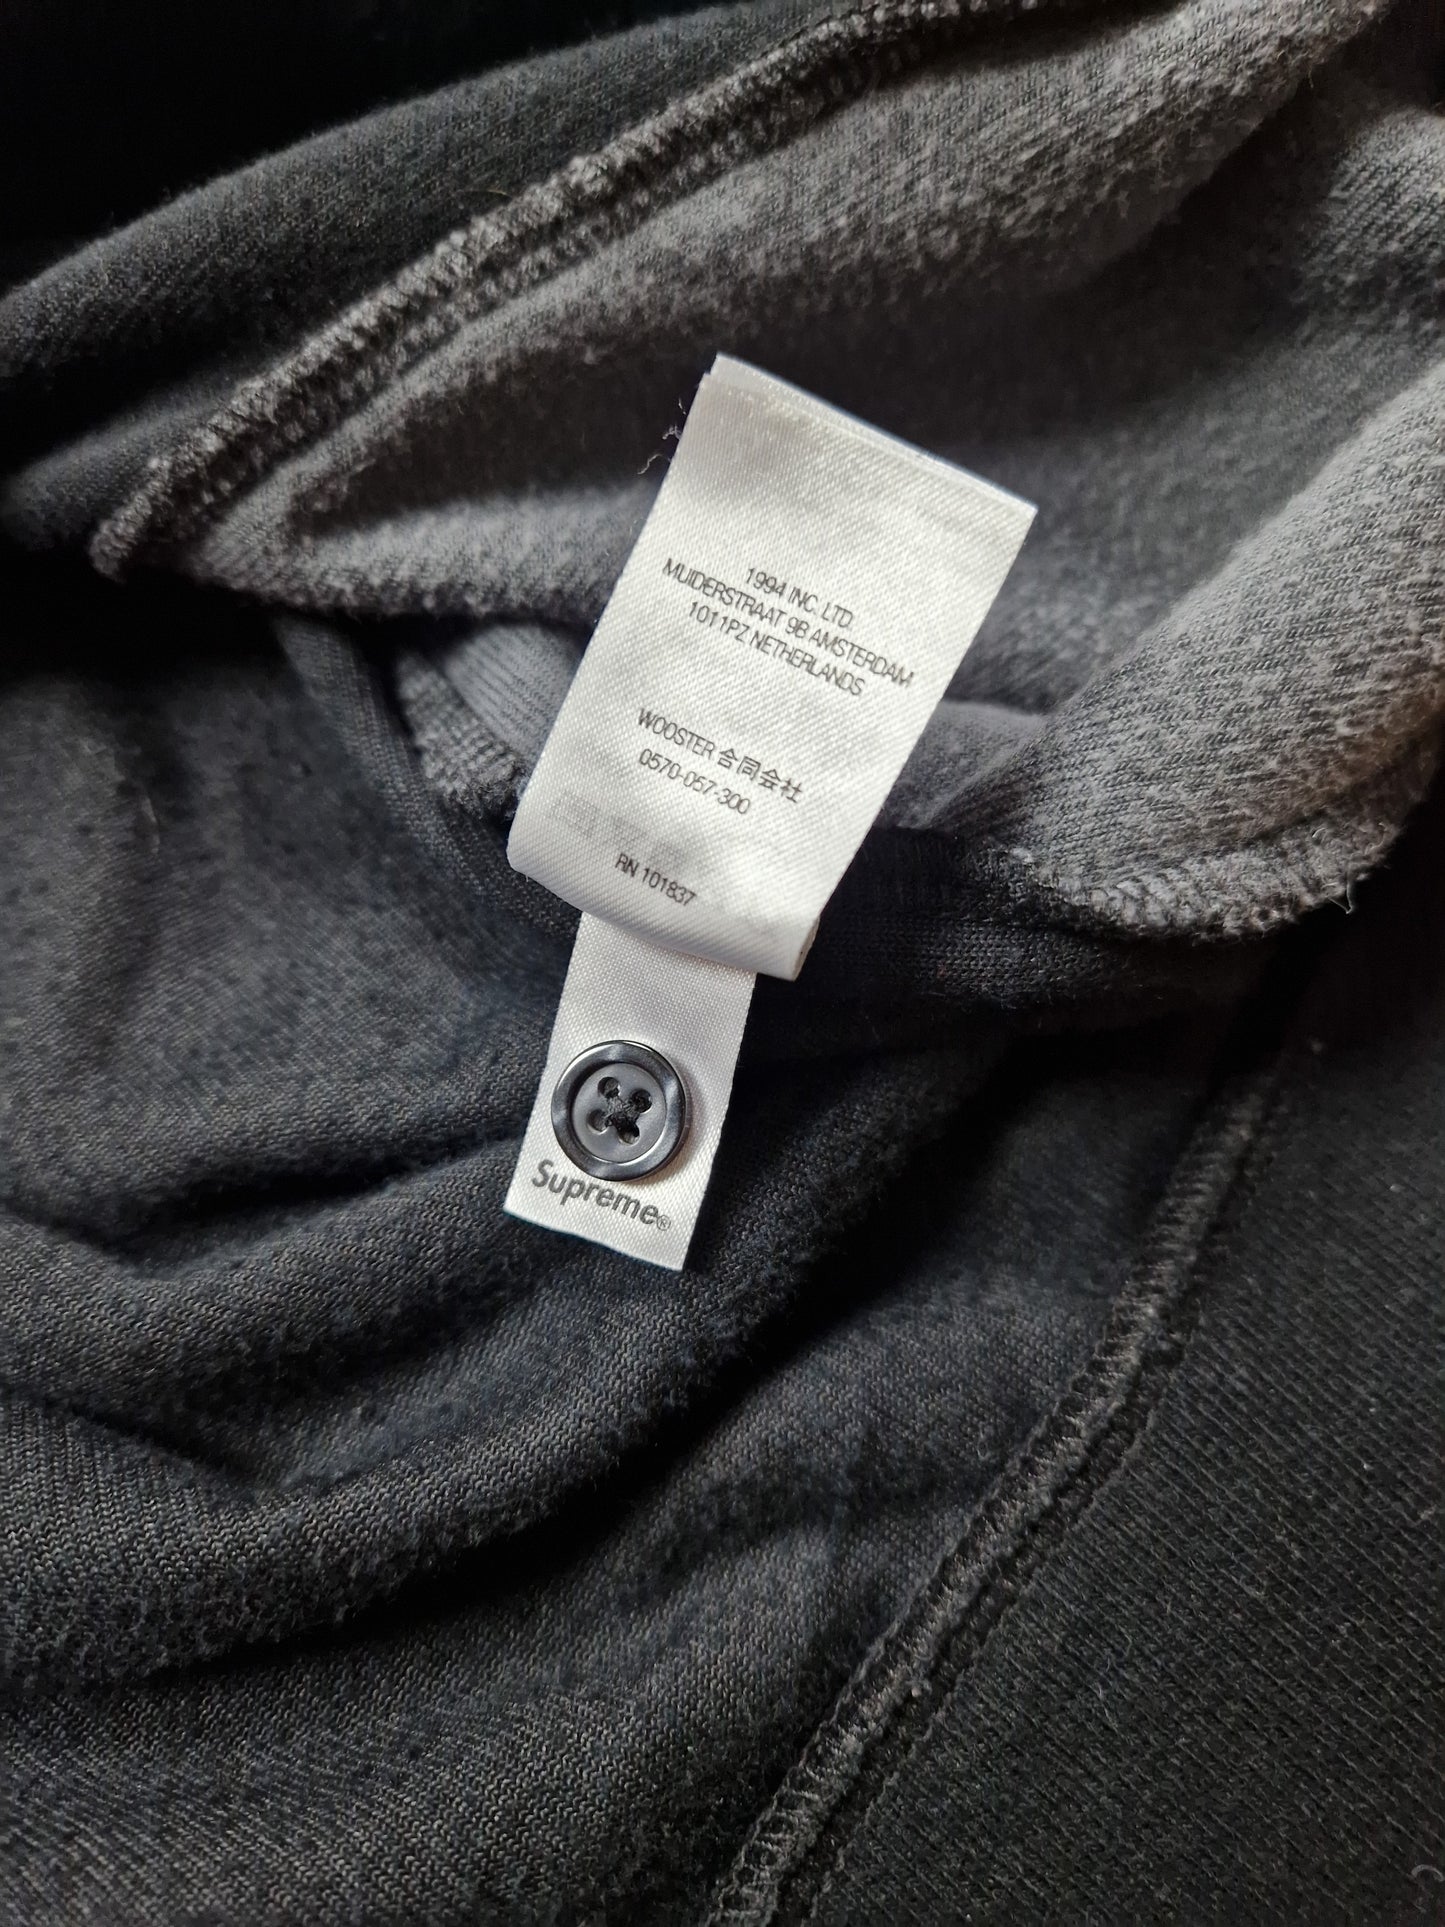 1994 INC. LTD.
MUIDERSTRAAT 9B AMSTERDAM
1011PZ NETHERLANDS
WOOSTER 合同会社
0570-057-300
RN 101837
Supreme®